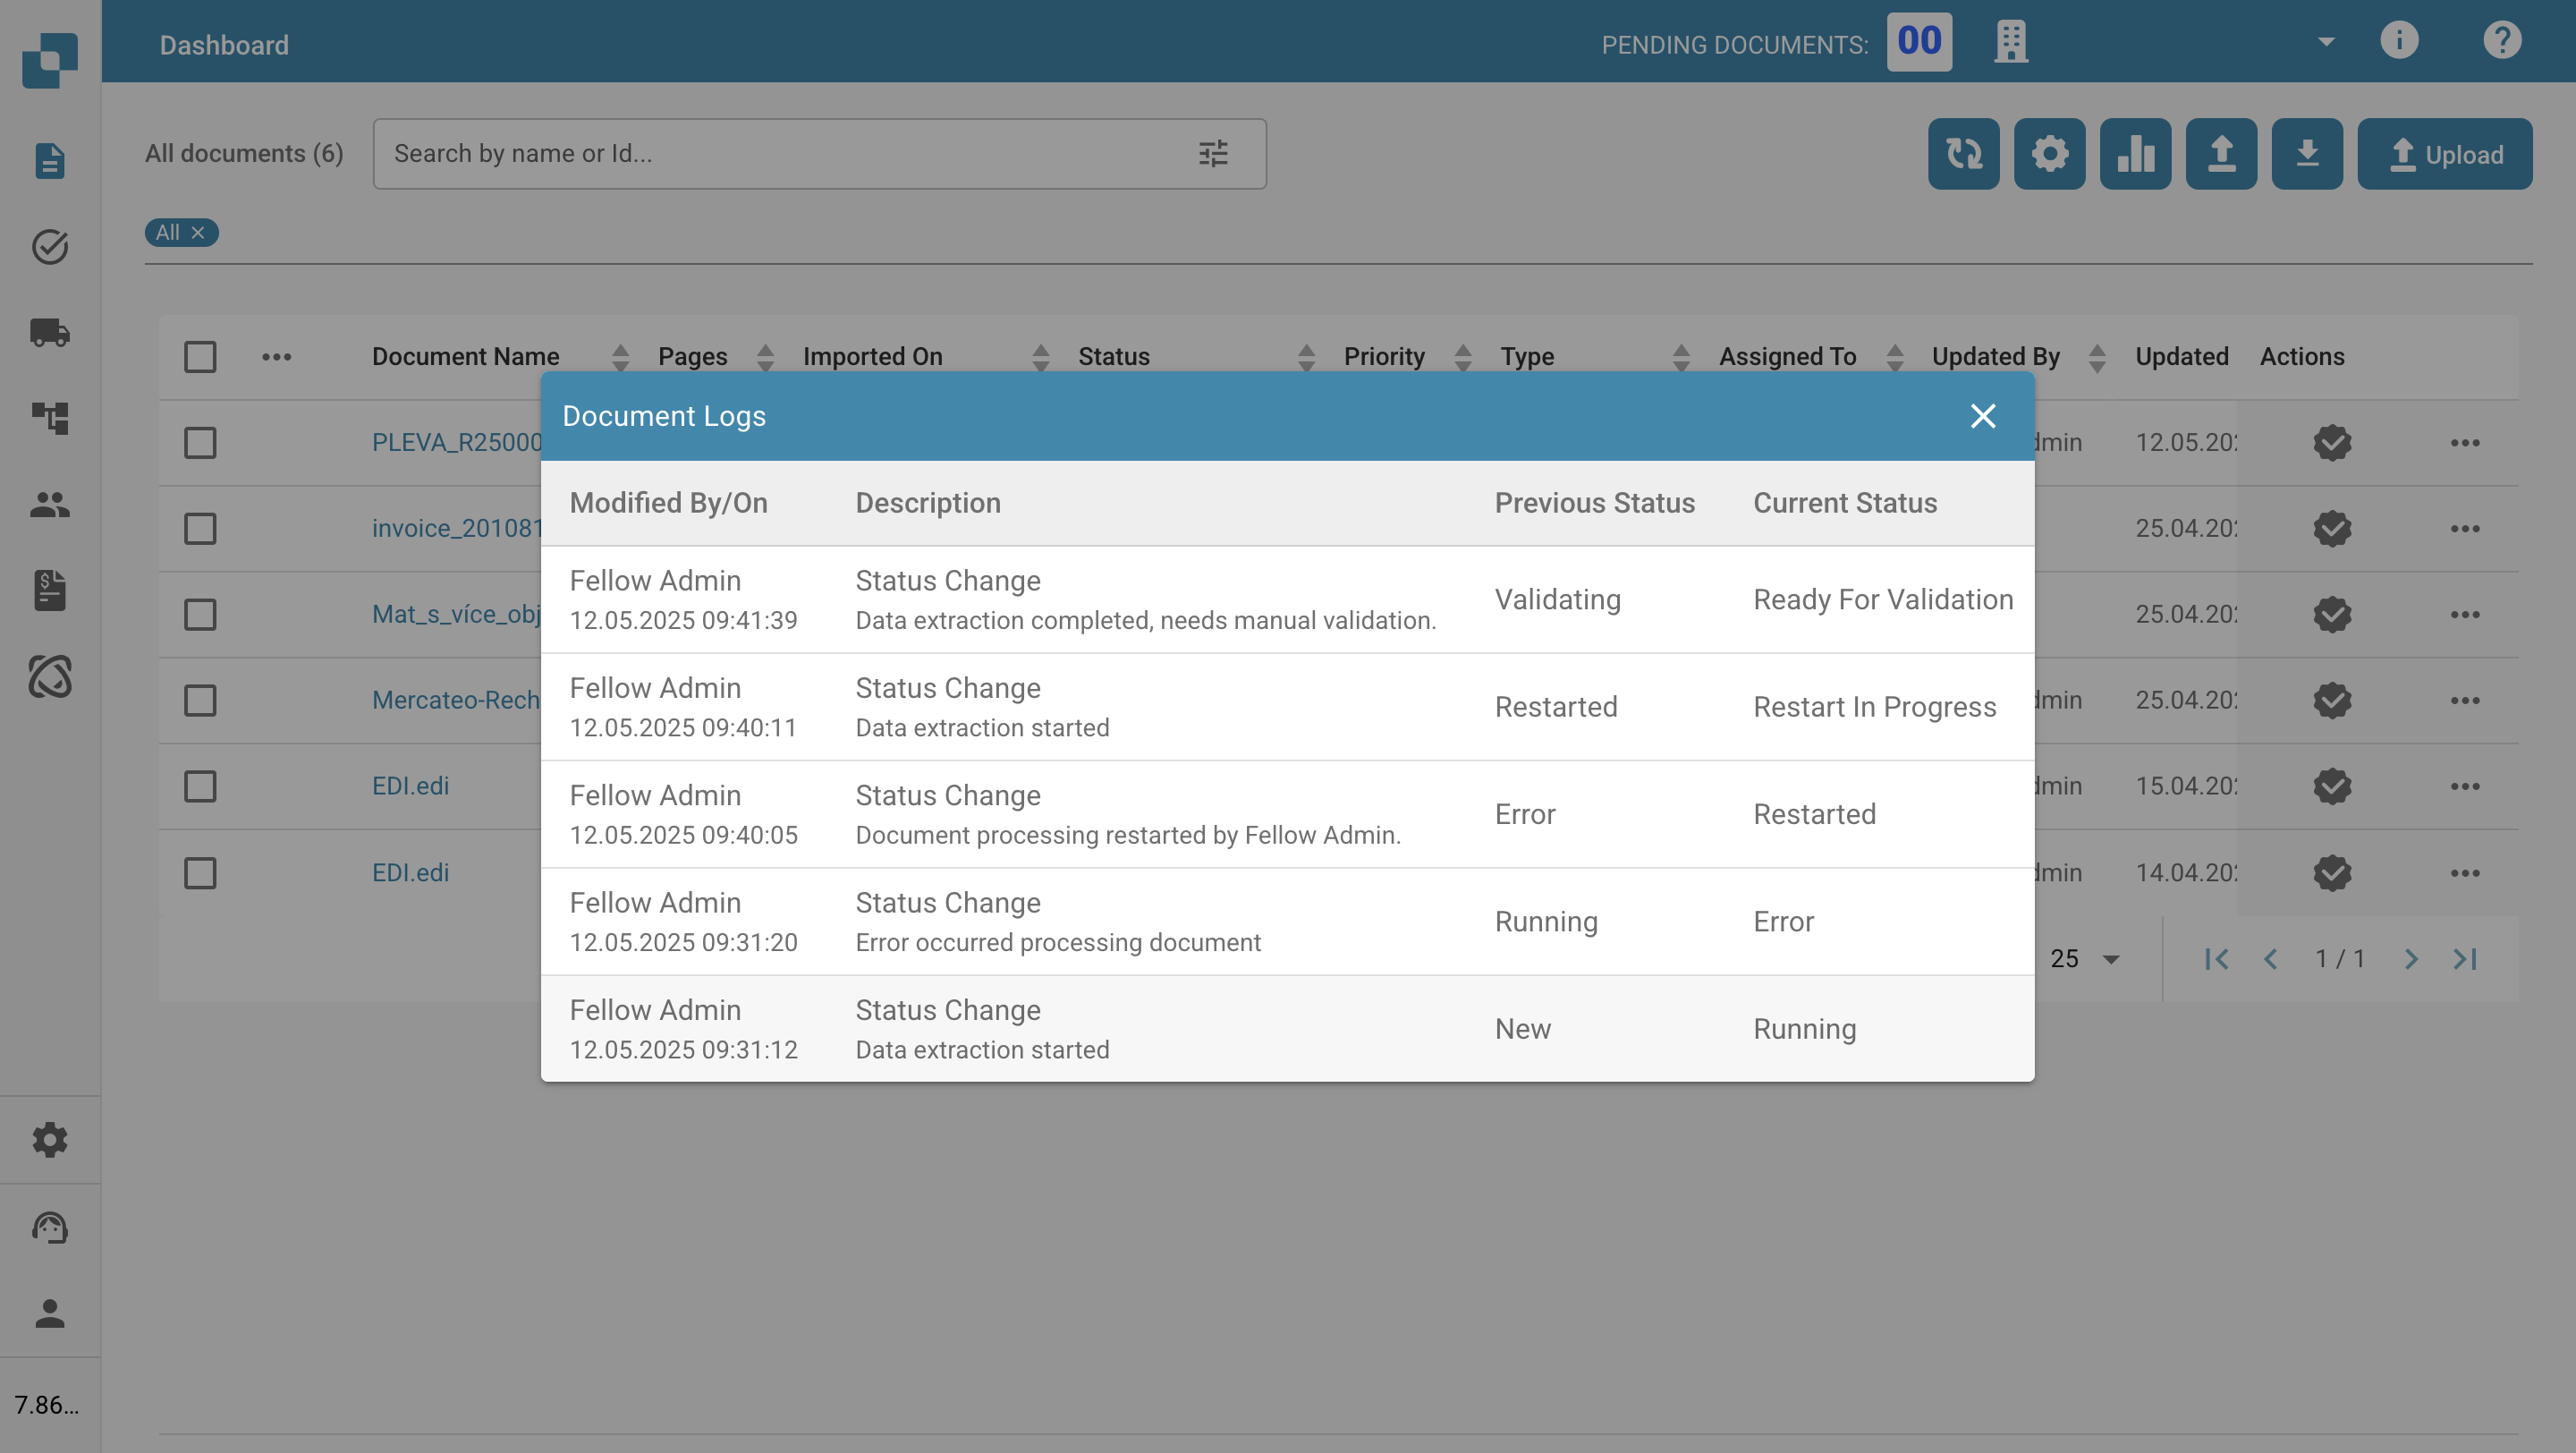 Dashboard
PENDING DOCUMENTS: 00
All documents (6)
Search by name or Id...
Upload
All
Document Name Pages Imported On Status Priority Type Assigned To Updated By Updated Actions
PLEVA_R25000
12.05.202
invoice_201081
25.04.202
Mat_s_více_obj
25.04.202
Mercateo-Rech
dmin 25.04.202
EDI.edi
dmin 15.04.202
EDI.edi
dmin 14.04.202
25
1 / 1
Document Logs
Modified By/On Description Previous Status Current Status
Fellow Admin Status Change
12.05.2025 09:41:39 Data extraction completed, needs manual validation.
Validating Ready For Validation
Fellow Admin Status Change
12.05.2025 09:40:11 Data extraction started
Restarted Restart In Progress
Fellow Admin Status Change
12.05.2025 09:40:05 Document processing restarted by Fellow Admin.
Error Restarted
Fellow Admin Status Change
12.05.2025 09:31:20 Error occurred processing document
Running Error
Fellow Admin Status Change
12.05.2025 09:31:12 Data extraction started
New Running
7.86...